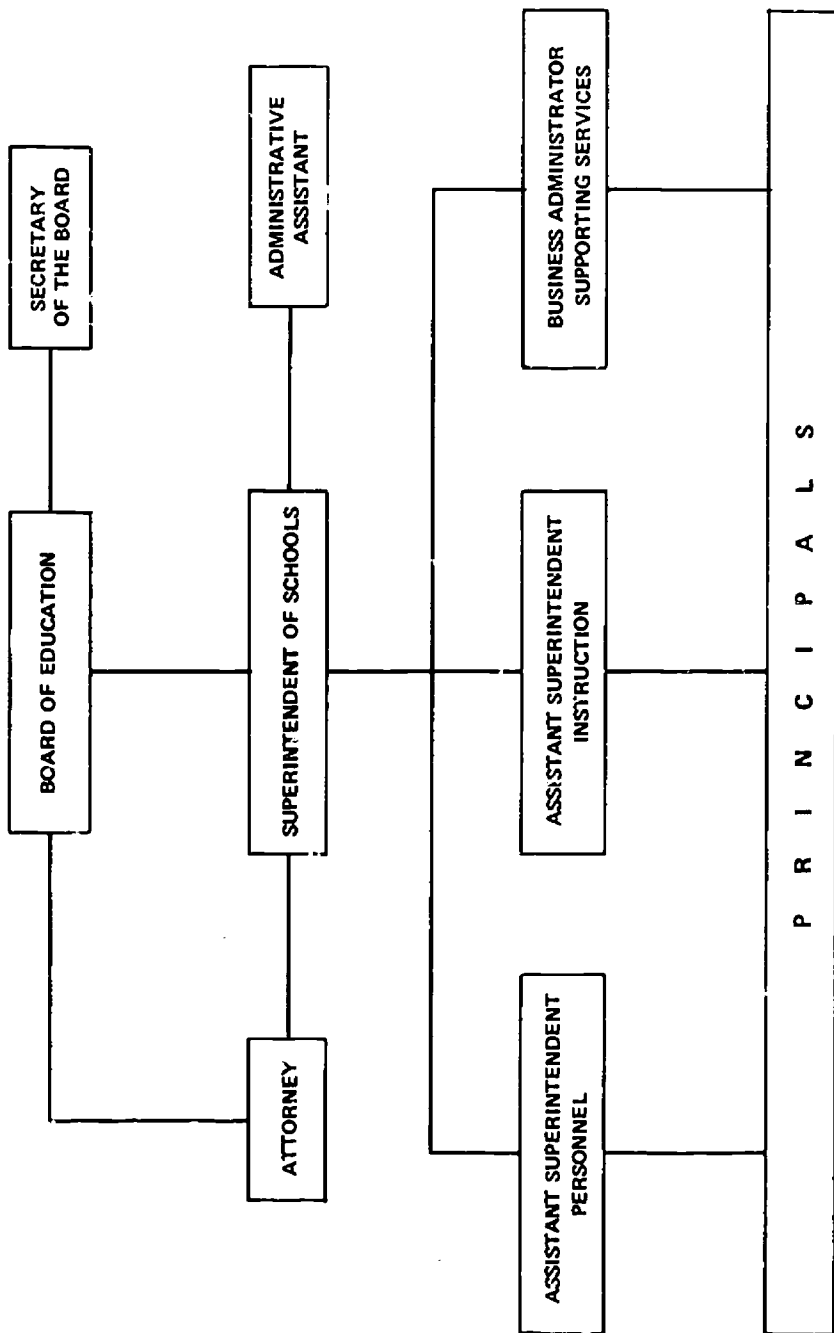 BOARD OF EDUCATION
SECRETARY
OF THE BOARD
ATTORNEY
SUPERINTENDENT OF SCHOOLS
ADMINISTRATIVE
ASSISTANT
ASSISTANT SUPERINTENDENT
PERSONNEL
ASSISTANT SUPERINTENDENT
INSTRUCTION
BUSINESS ADMINISTRATOR
SUPPORTING SERVICES
PRINCIPALS